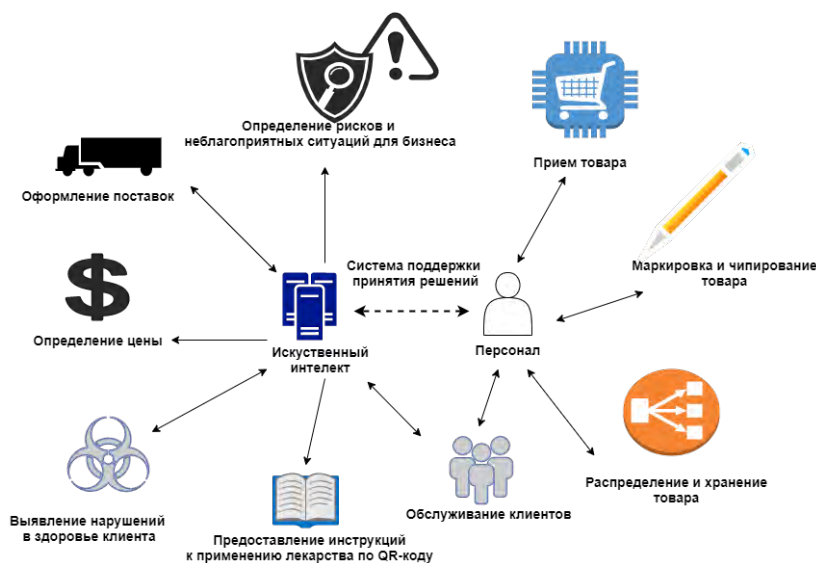 Определение рисков и
неблагоприятных ситуаций для бизнеса
Прием товара
Оформление поставок
Система поддержки
принятия решений
Маркировка и чипирование
товара
Определение цены
Искуственный
интелект
Персонал
Распределение и хранение
товара
Обслуживание клиентов
Выявление нарушений
в здоровье клиента
Предоставление инструкций
к применению лекарства по QR-коду